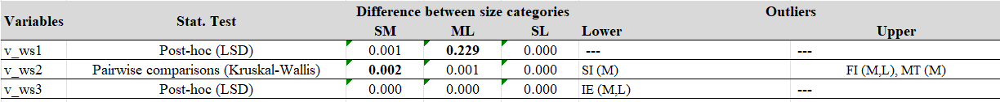 Variables Stat. Test Difference between size categories Outliers
SM ML SL Lower Upper
v_ws1 Post-hoc (LSD) 0.001 0.229 0.000 --- ---
v_ws2 Pairwise comparisons (Kruskal-Wallis) 0.002 0.001 0.000 SI (M) FI (M,L), MT (M)
v_ws3 Post-hoc (LSD) 0.000 0.000 0.000 IE (M,L) ---